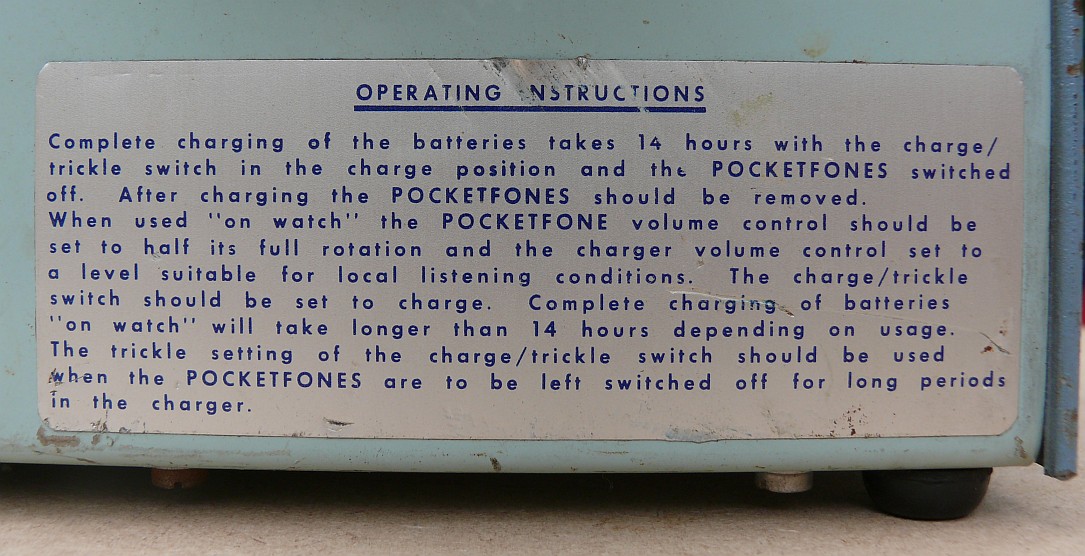 OPERATING INSTRUCTIONS
Complete charging of the batteries takes 14 hours with the charge/
trickle switch in the charge position and the POCKETFONES switched
off. After charging the POCKETFONES should be removed.
When used "on watch" the POCKETFONE volume control should be
set to half its full rotation and the charger volume control set to
a level suitable for local listening conditions. The charge/trickle
switch should be set to charge. Complete charging of batteries
"on watch" will take longer than 14 hours depending on usage.
The trickle setting of the charge/trickle switch should be used
when the POCKETFONES are to be left switched off for long periods
in the charger.